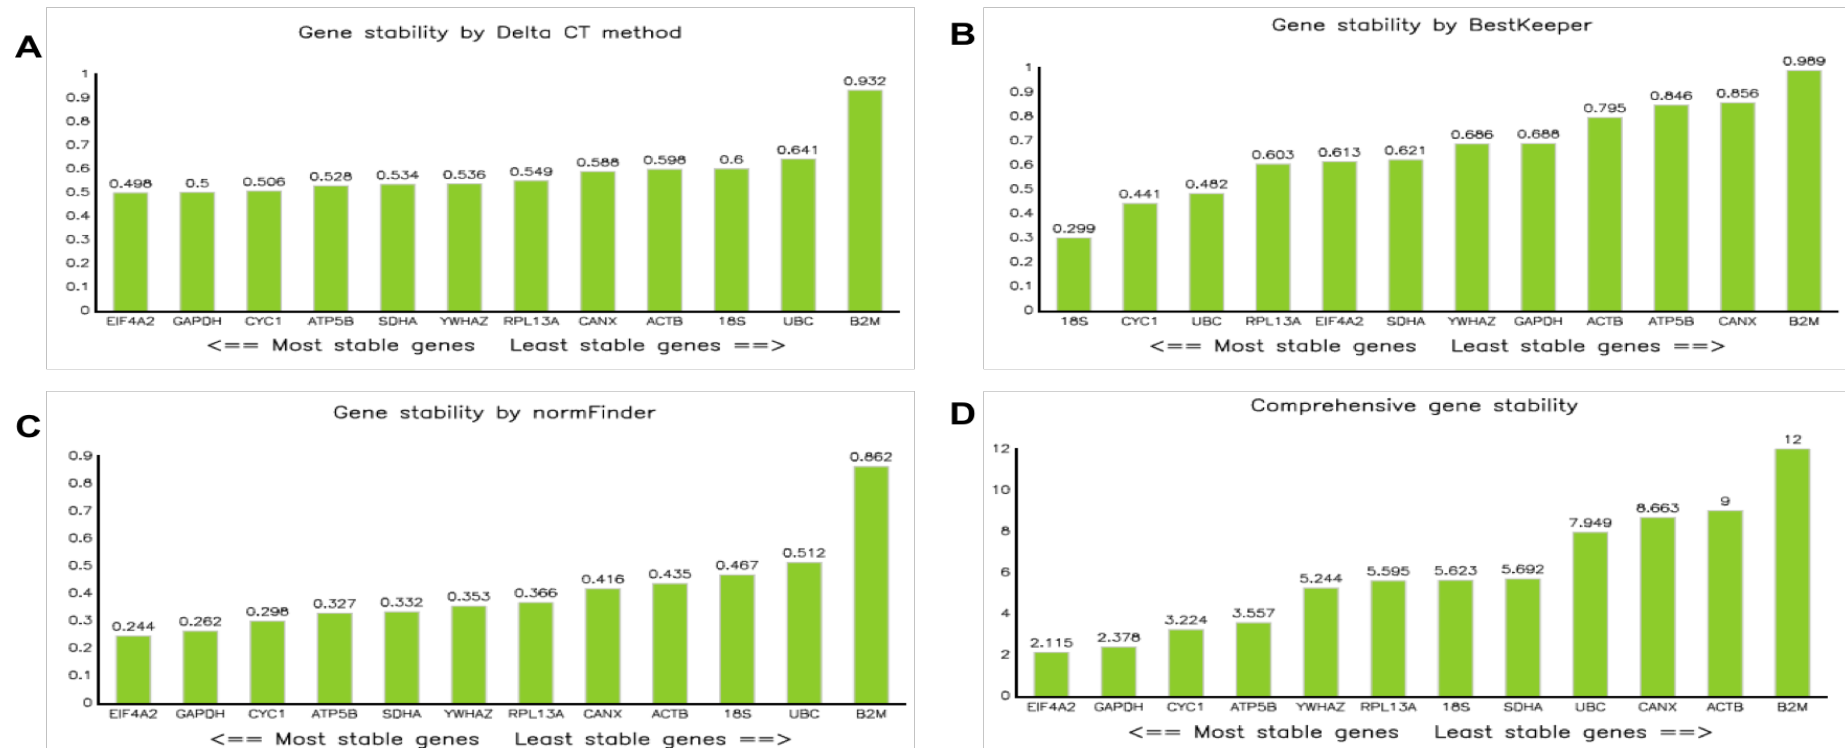 A
Gene stability by Delta CT method
1
0.9
0.8
0.7
0.6
0.5
0.4
0.3
0.2
0.1
0
0.498 0.5 0.506 0.528 0.534 0.536 0.549 0.588 0.598 0.6 0.641 0.932
EIF4A2 GAPDH CYC1 ATP5B SDHA YWHAZ RPL13A CANX ACTB 18S UBC B2M
<== Most stable genes Least stable genes ==>
B
Gene stability by BestKeeper
1
0.9
0.8
0.7
0.6
0.5
0.4
0.3
0.2
0.1
0
0.299 0.441 0.482 0.603 0.613 0.621 0.686 0.688 0.795 0.846 0.856 0.989
18S CYC1 UBC RPL13A EIF4A2 SDHA YWHAZ GAPDH ACTB ATP5B CANX B2M
<== Most stable genes Least stable genes ==>
C
Gene stability by normFinder
0.9
0.8
0.7
0.6
0.5
0.4
0.3
0.2
0.1
0
0.244 0.262 0.298 0.327 0.332 0.353 0.366 0.416 0.435 0.467 0.512 0.862
EIF4A2 GAPDH CYC1 ATP5B SDHA YWHAZ RPL13A CANX ACTB 18S UBC B2M
<== Most stable genes Least stable genes ==>
D
Comprehensive gene stability
12
10
8
6
4
2
0
2.115 2.378 3.224 3.557 5.244 5.595 5.623 5.692 7.949 8.663 9 12
EIF4A2 GAPDH CYC1 ATP5B YWHAZ RPL13A 18S SDHA UBC CANX ACTB B2M
<== Most stable genes Least stable genes ==>